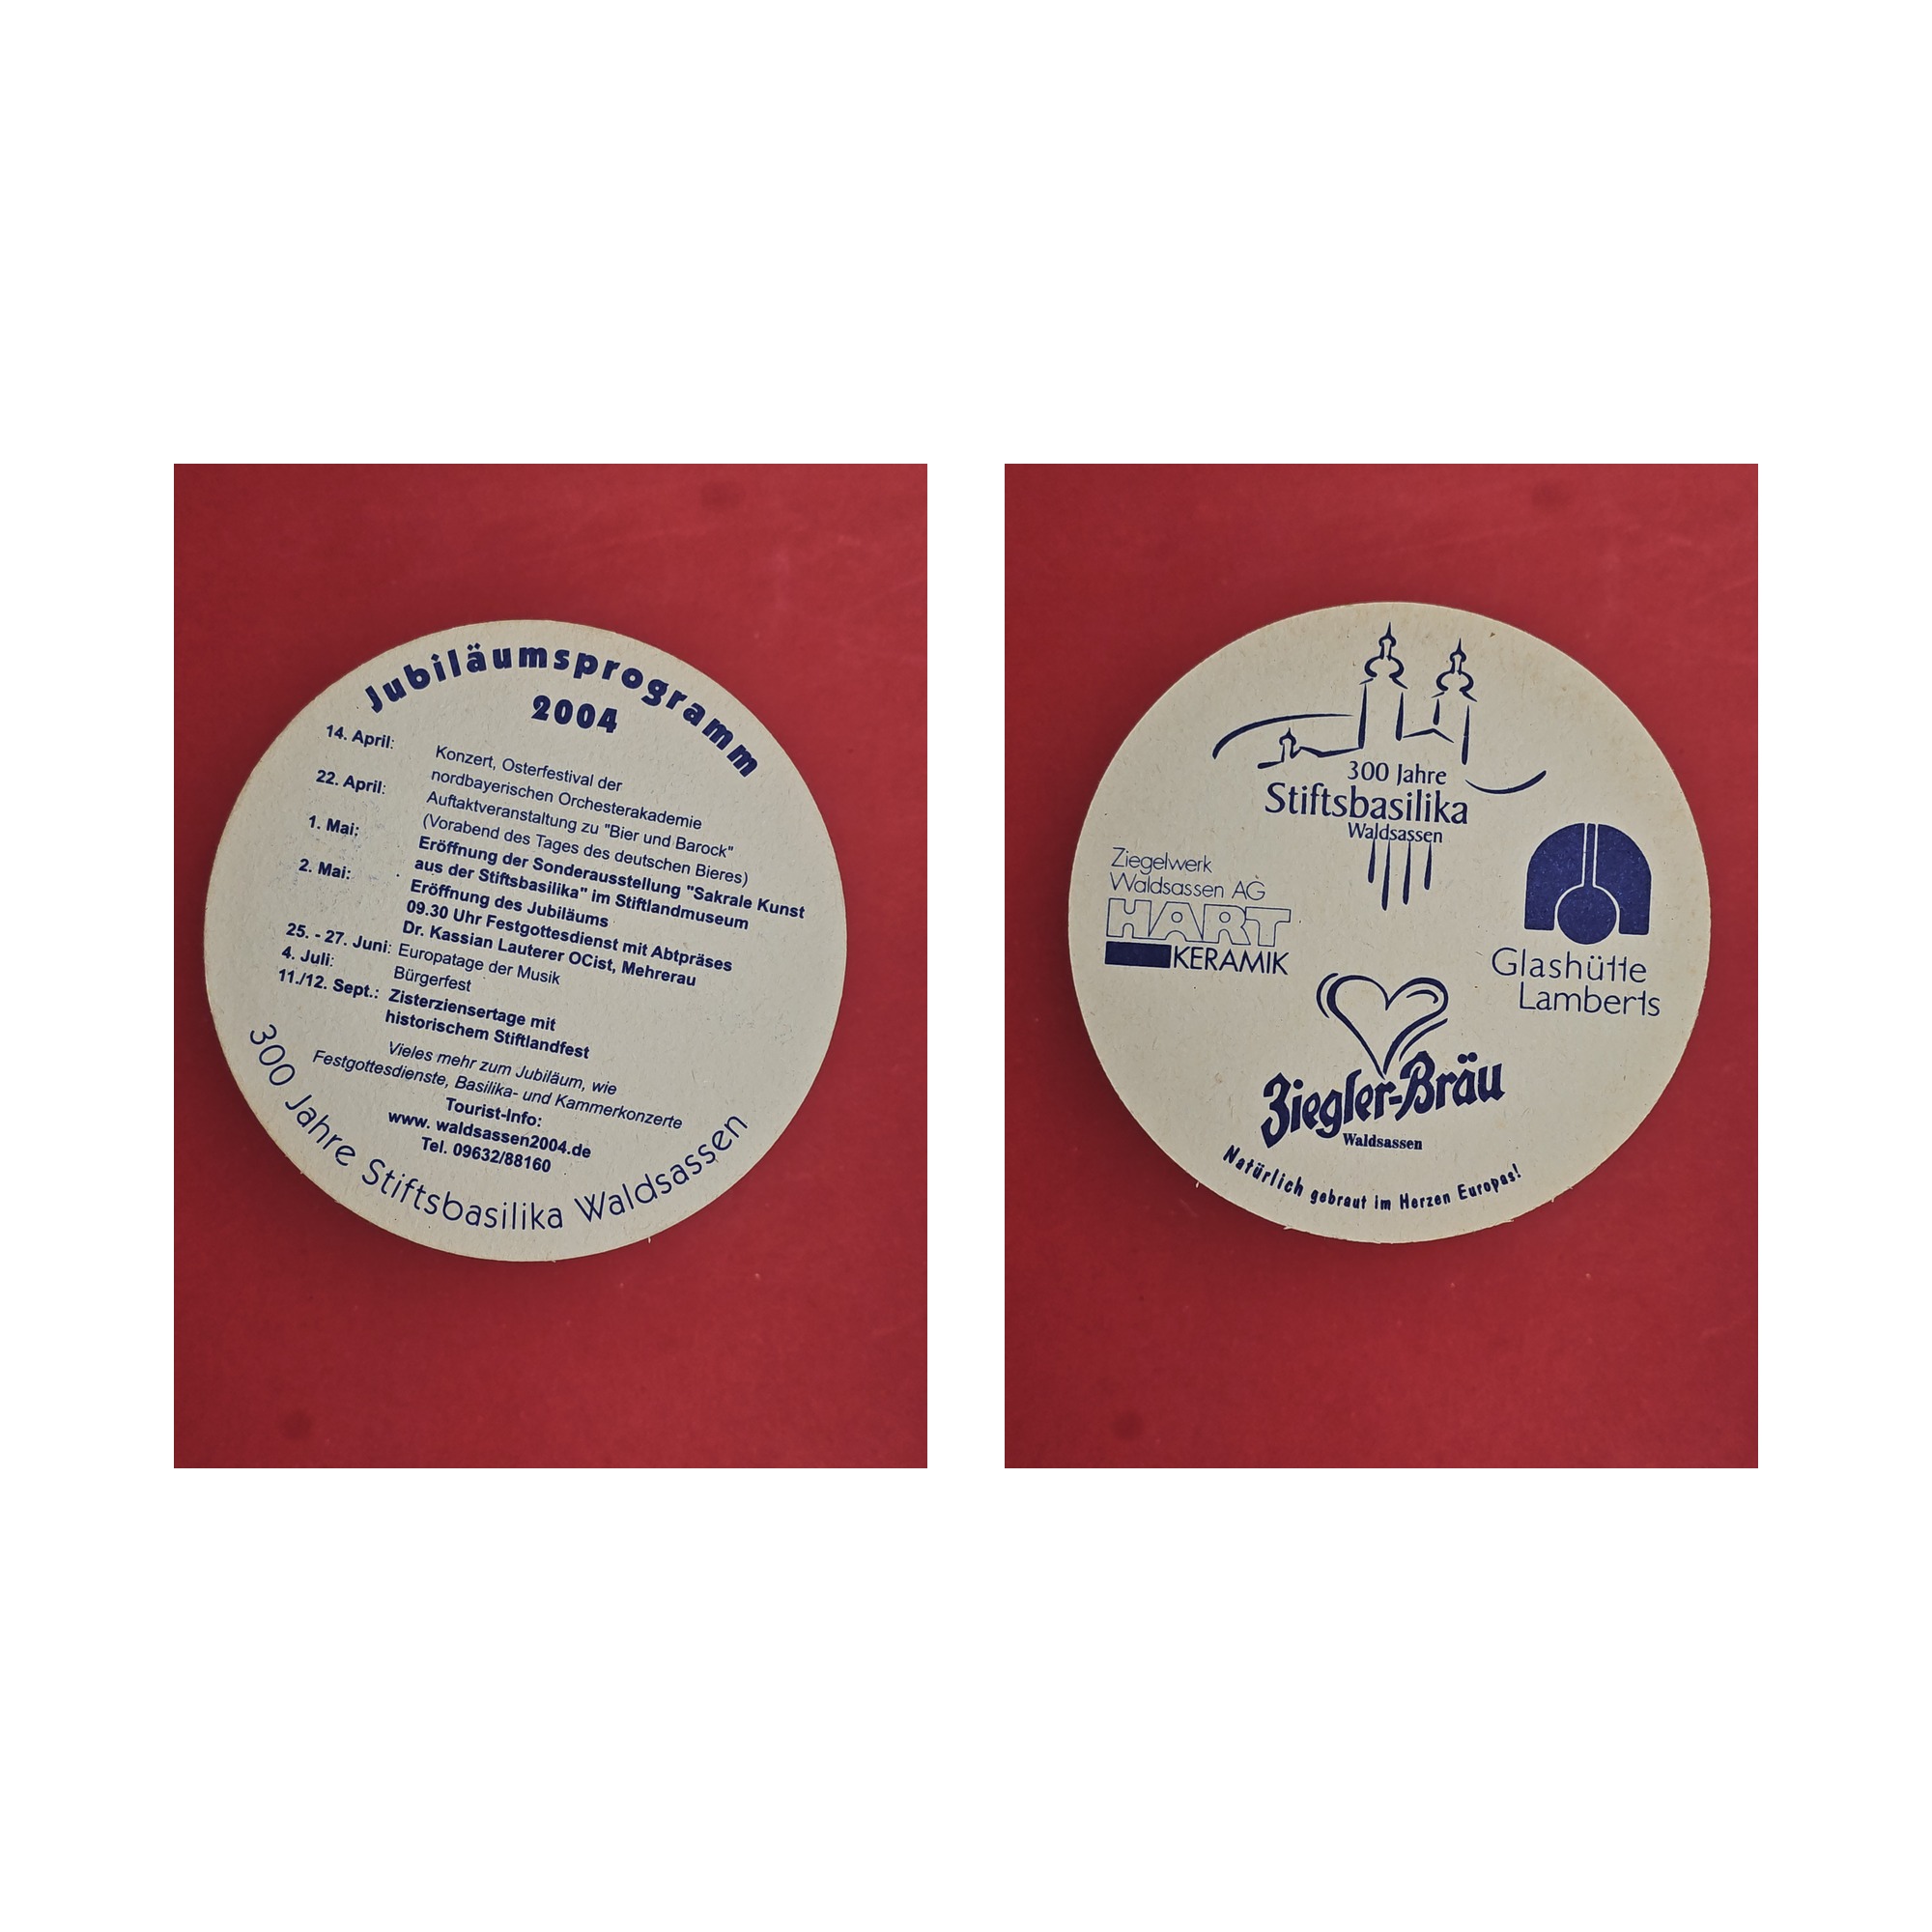 Jubiläumsprogramm
2004
14. April: Konzert, Osterfestival der
nordbayerischen Orchesterakademie
22. April: Auftaktveranstaltung zu "Bier und Barock"
(Vorabend des Tages des deutschen Bieres)
1. Mai: Eröffnung der Sonderausstellung "Sakrale Kunst
aus der Stiftsbasilika" im Stiftlandmuseum
2. Mai: Eröffnung des Jubiläums
09.30 Uhr Festgottesdienst mit Abtpräses
Dr. Kassian Lauterer OCist, Mehrerau
25. - 27. Juni: Europatage der Musik
4. Juli: Bürgerfest
11./12. Sept.: Zisterziensertage mit
historischem Stiftlandfest
Vieles mehr zum Jubiläum, wie
Festgottesdienste, Basilika- und Kammerkonzerte
Tourist-Info:
www. waldsassen2004.de
Tel. 09632/88160
300 Jahre Stiftsbasilika Waldsassen
300 Jahre
Stiftsbasilika
Waldsassen
Ziegelwerk
Waldsassen AG
HART
KERAMIK
Glashütte
Lamberts
Ziegler-Bräu
Waldsassen
Natürlich gebraut im Herzen Europas!